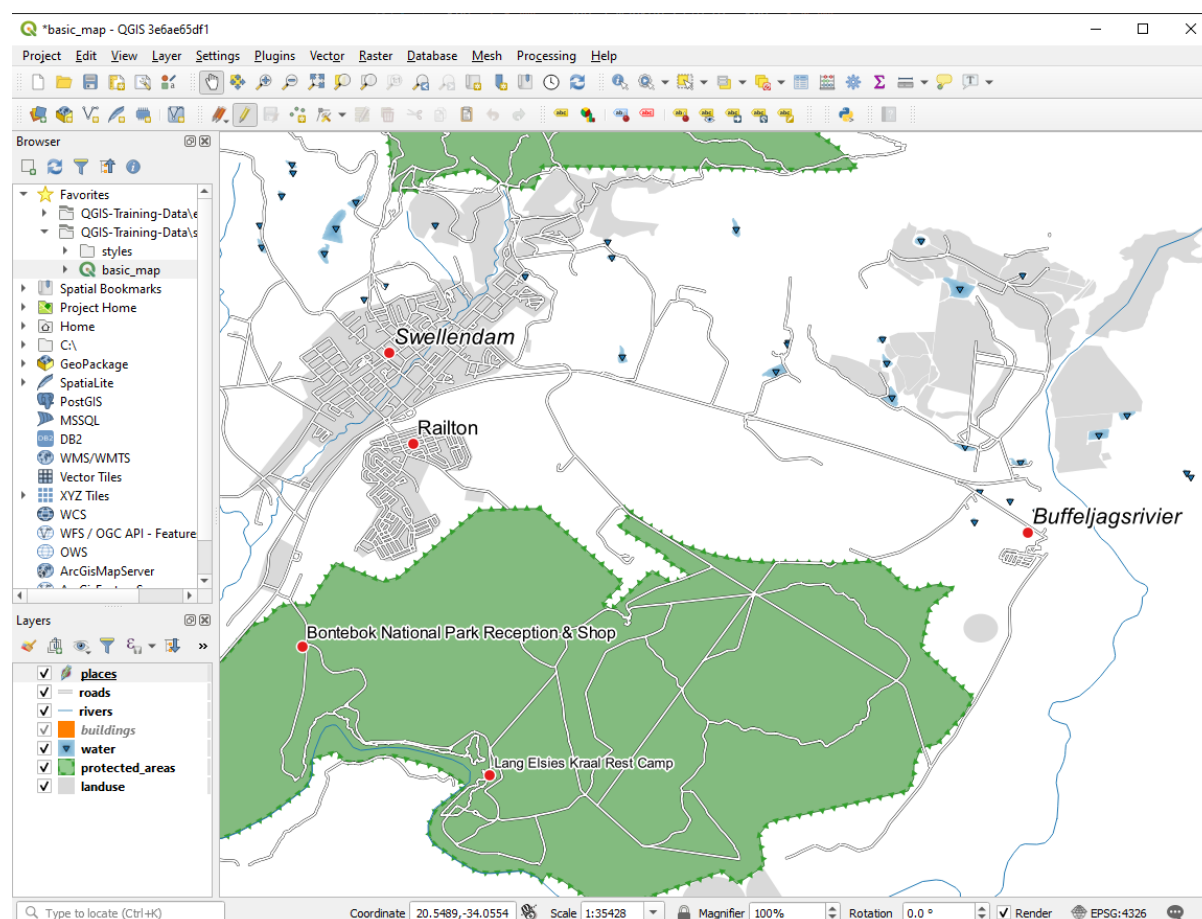 *basic_map - QGIS 3e6ae65df1
Project Edit View Layer Settings Plugins Vector Raster Database Mesh Processing Help
Browser
Favorites
QGIS-Training-Data\e
QGIS-Training-Data\s
styles
basic_map
Spatial Bookmarks
Project Home
Home
C:\
GeoPackage
SpatiaLite
PostGIS
MSSQL
DB2
WMS/WMTS
Vector Tiles
XYZ Tiles
WCS
WFS / OGC API - Feature
OWS
ArcGisMapServer
Layers
places
roads
rivers
buildings
water
protected_areas
landuse
Swellendam
Railton
Buffeljagsrivier
Bontebok National Park Reception & Shop
Lang Elsies Kraal Rest Camp
Type to locate (Ctrl+K) Coordinate 20.5489,-34.0554 Scale 1:35428 Magnifier 100% Rotation 0.0 ° Render EPSG:4326